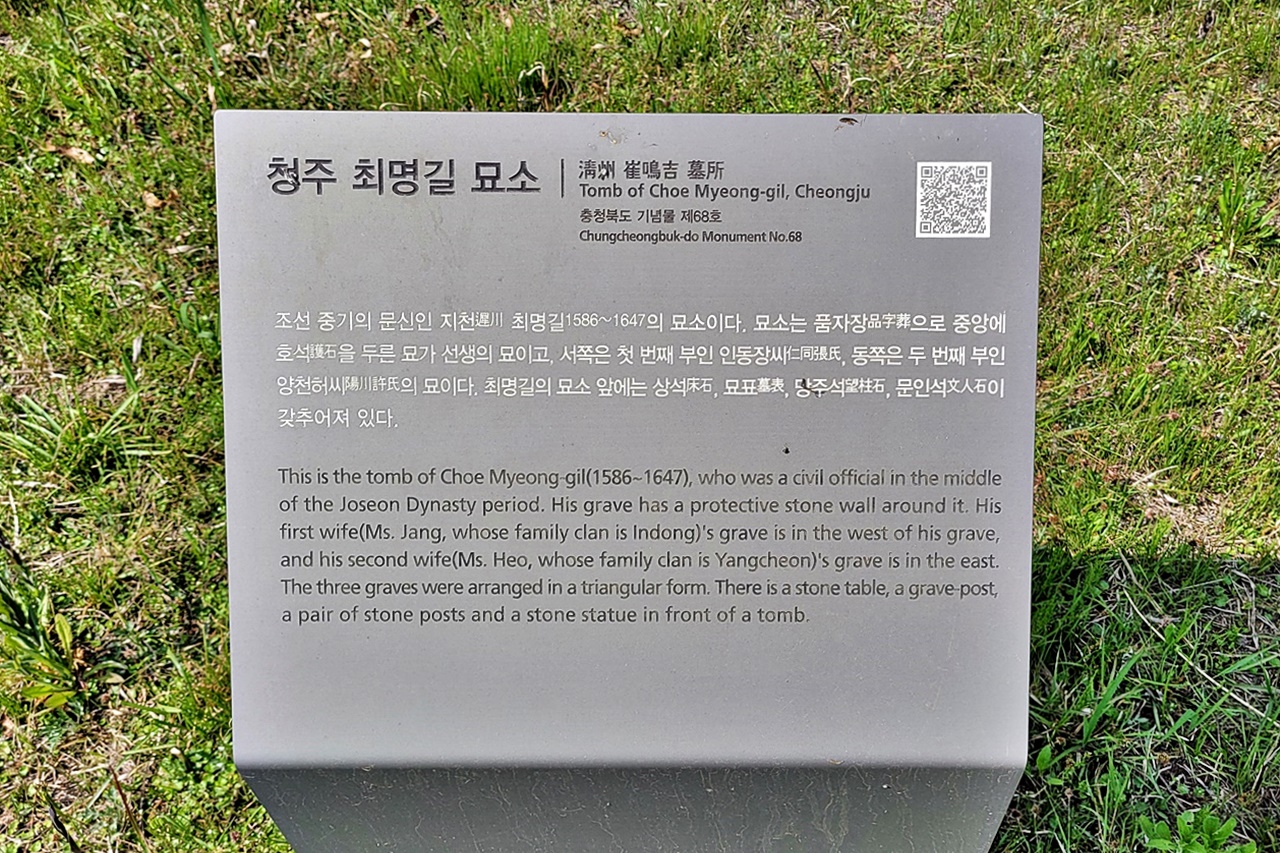 청주 최명길 묘소
淸州 崔鳴吉 墓所
Tomb of Choe Myeong-gil, Cheongju
충청북도 기념물 제68호
Chungcheongbuk-do Monument No.68
조선 중기의 문신인 지천遲川 최명길1586~1647의 묘소이다. 묘소는 품자장品字葬으로 중앙에
호석護石을 두른 묘가 선생의 묘이고, 서쪽은 첫 번째 부인 인동장씨仁同張氏, 동쪽은 두 번째 부인
양천허씨陽川許氏의 묘이다. 최명길의 묘소 앞에는 상석床石, 묘표墓表, 망주석望柱石, 문인석文人石이
갖추어져 있다.
This is the tomb of Choe Myeong-gil(1586~1647), who was a civil official in the middle
of the Joseon Dynasty period. His grave has a protective stone wall around it. His
first wife(Ms. Jang, whose family clan is Indong)'s grave is in the west of his grave,
and his second wife(Ms. Heo, whose family clan is Yangcheon)'s grave is in the east.
The three graves were arranged in a triangular form. There is a stone table, a grave-post,
a pair of stone posts and a stone statue in front of a tomb.